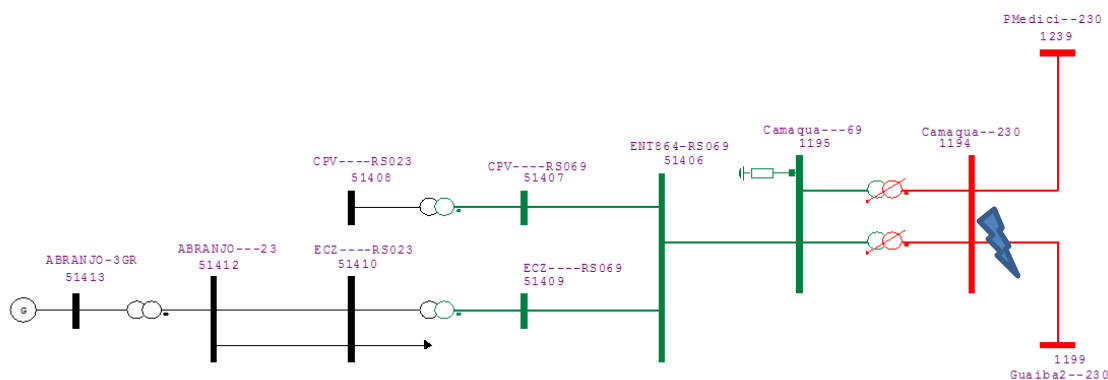 PMedici--230
1239
Camaqua---69
1195
Camaqua--230
1194
ENT864-RS069
51406
CPV----RS023
51408
CPV----RS069
51407
ABRANJO---23
51412
ECZ----RS023
51410
ABRANJO-3GR
51413
ECZ----RS069
51409
G
1199
Guaiba2--230